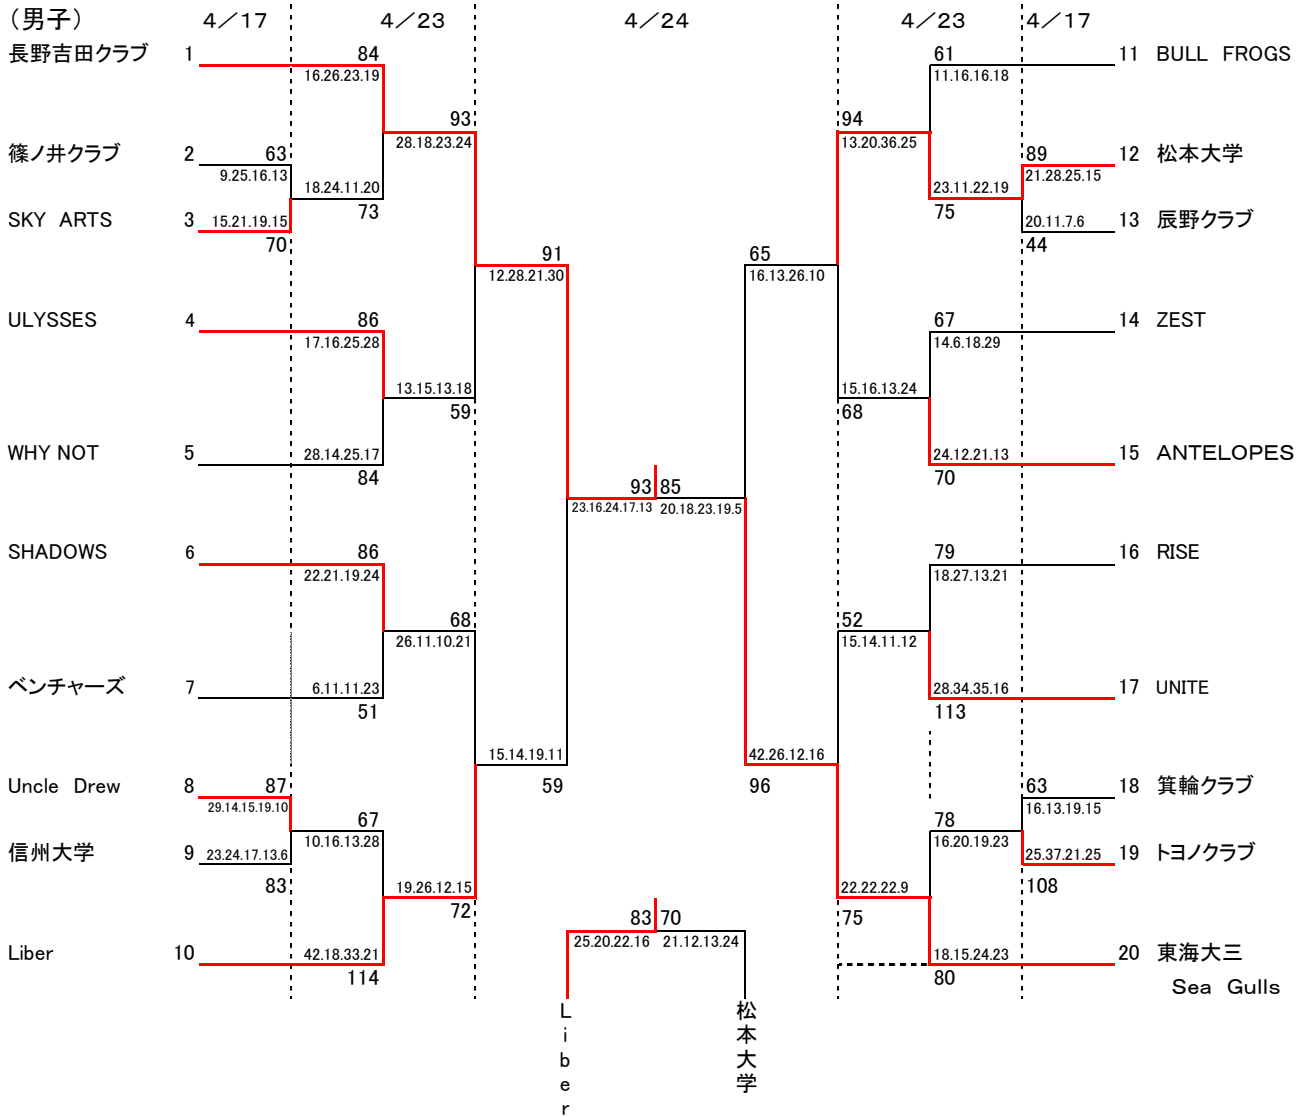 （男子） 4／17 4／23 4／24 4／23 4／17
長野吉田クラブ 1 84 61 11 BULL FROGS
16.26.23.19 11.16.16.18
93 94
28.18.23.24 13.20.36.25
篠ノ井クラブ 2 63 89 12 松本大学
9.25.16.13 21.28.25.15
18.24.11.20 23.11.22.19
73 75
SKY ARTS 3 15.21.19.15 20.11.7.6 13 辰野クラブ
70 44
91 65
12.28.21.30 16.13.26.10
ULYSSES 4 86 67 14 ZEST
17.16.25.28 14.6.18.29
13.15.13.18 15.16.13.24
59 68
WHY NOT 5 28.14.25.17 24.12.21.13 15 ANTELOPES
84 70
93 85
23.16.24.17.13 20.18.23.19.5
SHADOWS 6 86 79 16 RISE
22.21.19.24 18.27.13.21
68 52
26.11.10.21 15.14.11.12
ベンチャーズ 7 6.11.11.23 28.34.35.16 17 UNITE
51 113
15.14.19.11 42.26.12.16
59 96
Uncle Drew 8 87 63 18 箕輪クラブ
29.14.15.19.10 16.13.19.15
67 78
10.16.13.28 16.20.19.23
信州大学 9 23.24.17.13.6 25.37.21.25 19 トヨノクラブ
83 108
19.26.12.15 22.22.22.9
72 75
83 70
25.20.22.16 21.12.13.24
Liber 10 42.18.33.21 18.15.24.23 20 東海大三
114 80 Sea Gulls
Liber
松本大学